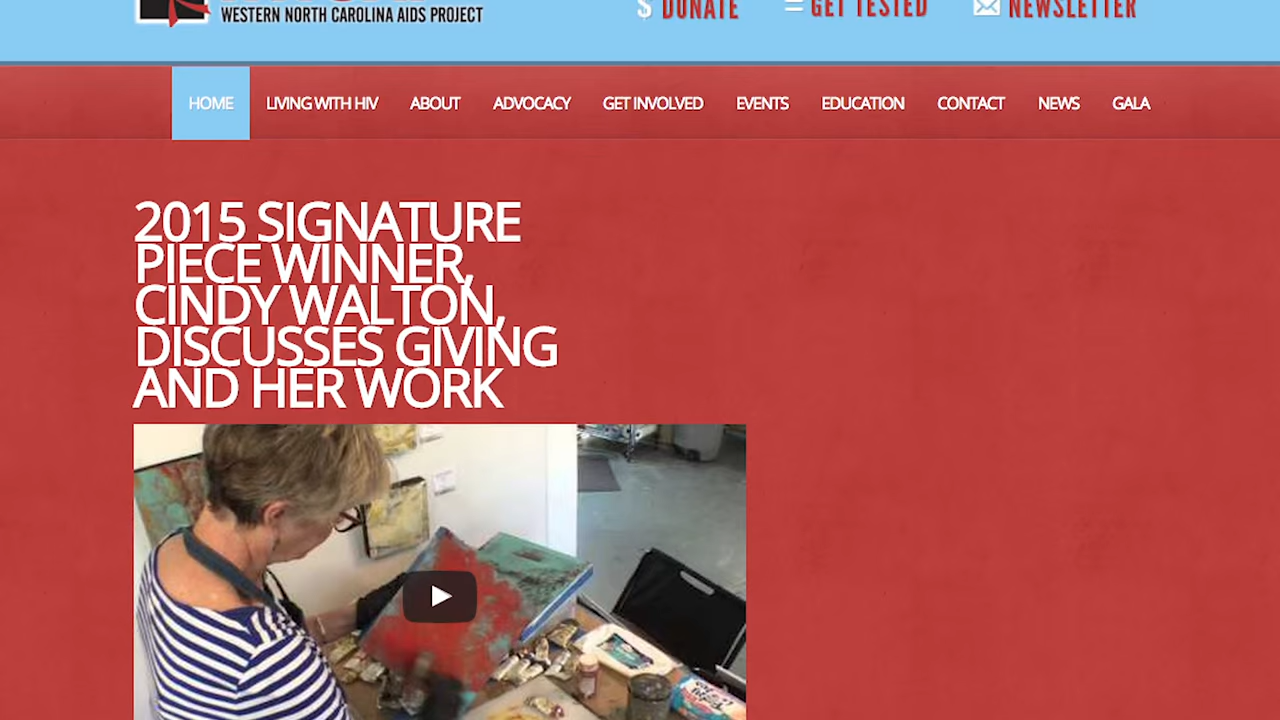 WESTERN NORTH CAROLINA AIDS PROJECT
$ DONATE
GET TESTED
NEWSLETTER
HOME
LIVING WITH HIV
ABOUT
ADVOCACY
GET INVOLVED
EVENTS
EDUCATION
CONTACT
NEWS
GALA
2015 SIGNATURE
PIECE WINNER,
CINDY WALTON,
DISCUSSES GIVING
AND HER WORK